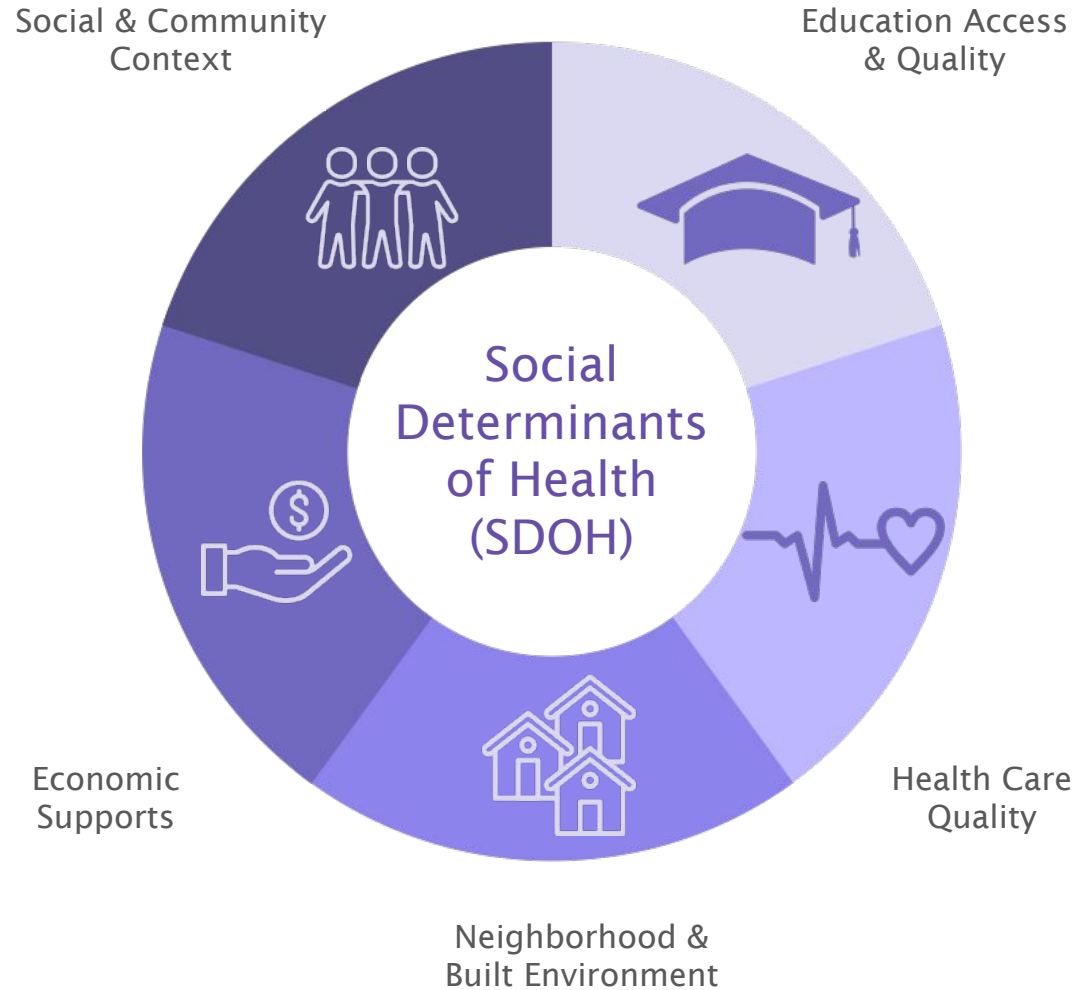 Social & Community
Context
Education Access
& Quality
Social
Determinants
of Health
(SDOH)
$
Economic
Supports
Health Care
Quality
Neighborhood &
Built Environment